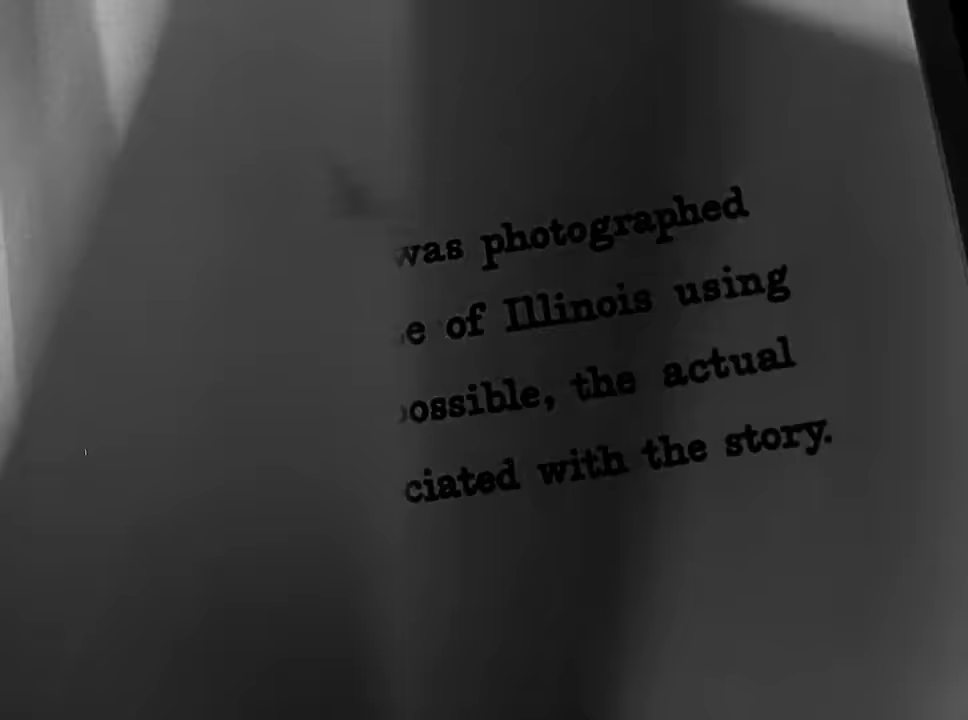 was photographed
e of Illinois using
ossible, the actual
ciated with the story.